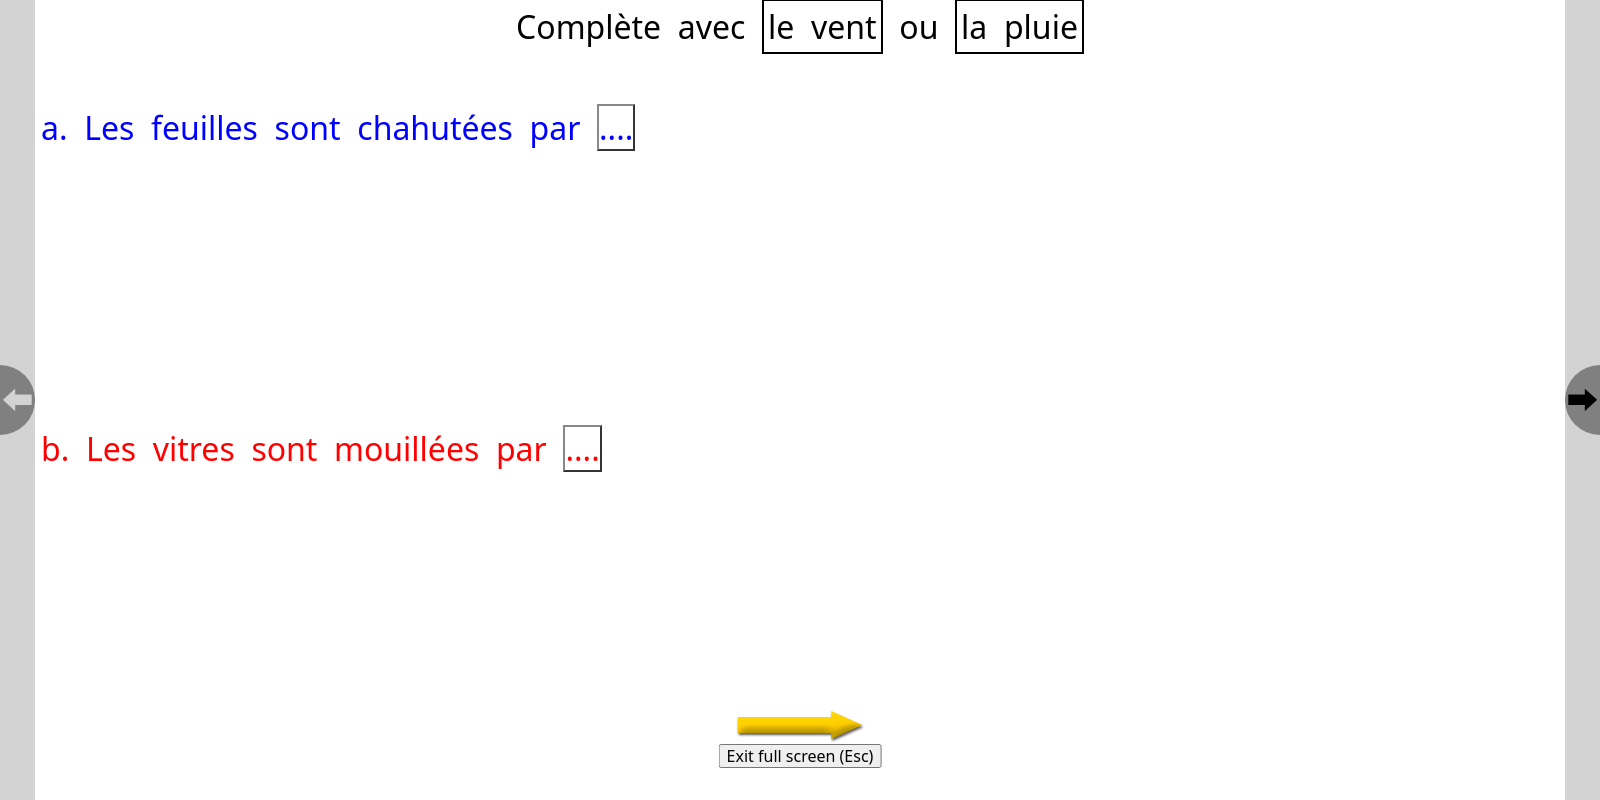 Complète avec le vent ou la pluie
a. Les feuilles sont chahutées par ....
b. Les vitres sont mouillées par ....
Exit full screen (Esc)